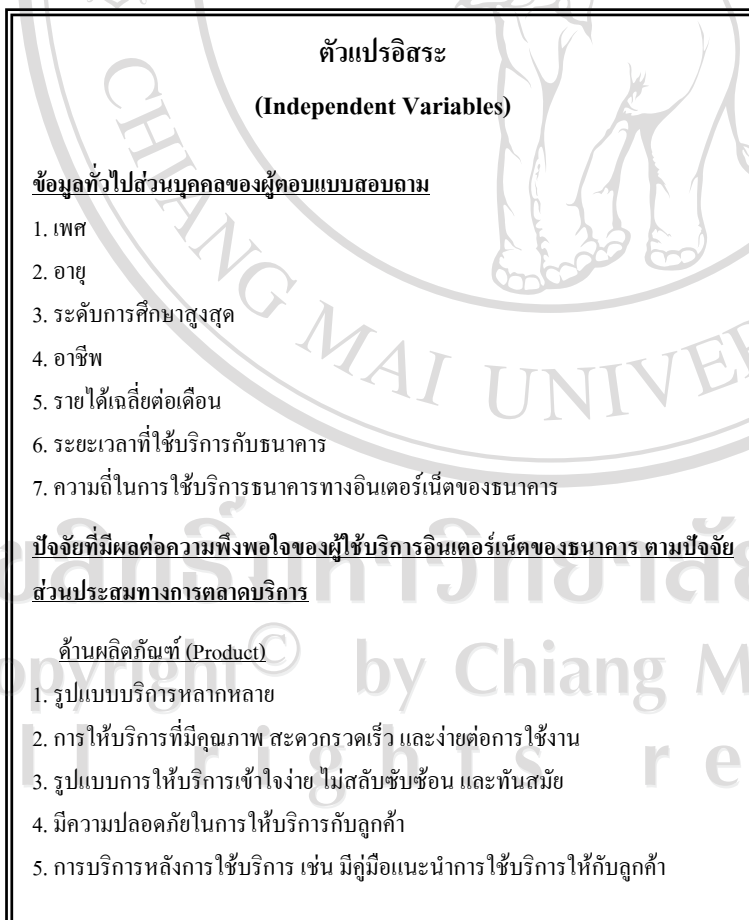 ตัวแปรอิสระ
(Independent Variables)
ข้อมูลทั่วไปส่วนบุคคลของผู้ตอบแบบสอบถาม
1. เพศ
2. อายุ
3. ระดับการศึกษาสูงสุด
4. อาชีพ
5. รายได้เฉลี่ยต่อเดือน
6. ระยะเวลาที่ใช้บริการกับธนาคาร
7. ความถี่ในการใช้บริการธนาคารทางอินเตอร์เน็ตของธนาคาร
ปัจจัยที่มีผลต่อความพึงพอใจของผู้ใช้บริการอินเตอร์เน็ตของธนาคาร ตามปัจจัย
ส่วนประสมทางการตลาดบริการ
ด้านผลิตภัณฑ์ (Product)
1. รูปแบบบริการหลากหลาย
2. การให้บริการที่มีคุณภาพ สะดวกรวดเร็ว และง่ายต่อการใช้งาน
3. รูปแบบการให้บริการเข้าใจง่าย ไม่สลับซับซ้อน และทันสมัย
4. มีความปลอดภัยในการให้บริการกับลูกค้า
5. การบริการหลังการใช้บริการ เช่น มีคู่มือแนะนำการใช้บริการให้กับลูกค้า
CHIANG MAI UNIVE
by Chiang M
rights re